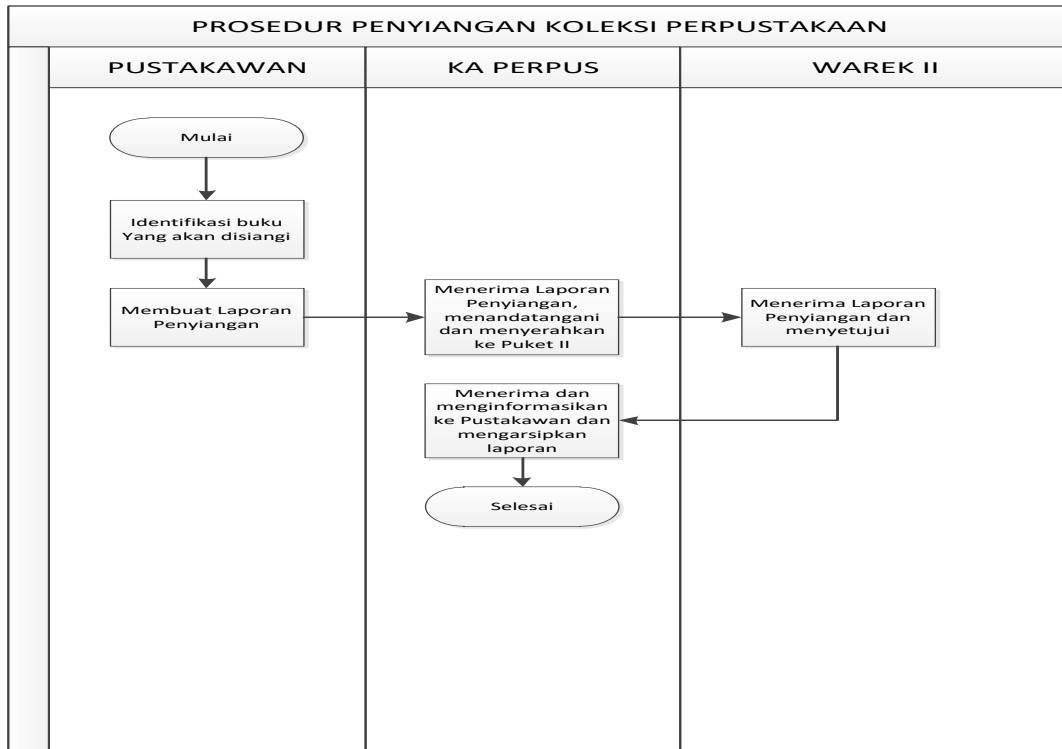 PROSEDUR PENYIANGAN KOLEKSI PERPUSTAKAAN
PUSTAKAWAN
KA PERPUS
WAREK II
Mulai
Identifikasi buku
Yang akan disiangi
Membuat Laporan
Penyiangan
Menerima Laporan
Penyiangan,
menandatangani
dan menyerahkan
ke Puket II
Menerima Laporan
Penyiangan dan
menyetujui
Menerima dan
menginformasikan
ke Pustakawan dan
mengarsipkan
laporan
Selesai